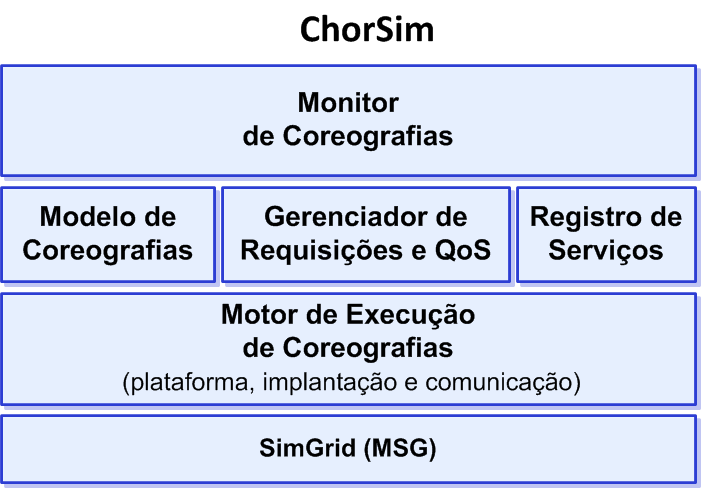 ChorSim
Monitor
de Coreografias
Modelo de
Coreografias
Gerenciador de
Requisições e QoS
Registro de
Serviços
Motor de Execução
de Coreografias
(plataforma, implantação e comunicação)
SimGrid (MSG)